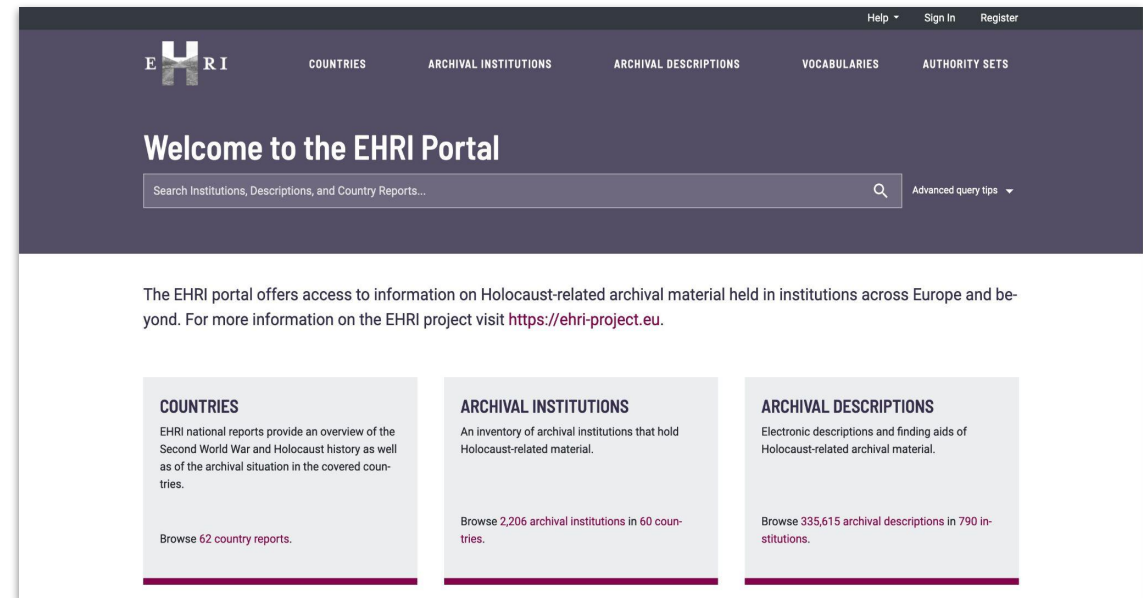 Help Sign In Register
E H RI COUNTRIES ARCHIVAL INSTITUTIONS ARCHIVAL DESCRIPTIONS VOCABULARIES AUTHORITY SETS
Welcome to the EHRI Portal
Search Institutions, Descriptions, and Country Reports... Advanced query tips
The EHRI portal offers access to information on Holocaust-related archival material held in institutions across Europe and be-
yond. For more information on the EHRI project visit https://ehri-project.eu.
COUNTRIES
EHRI national reports provide an overview of the
Second World War and Holocaust history as well
as of the archival situation in the covered coun-
tries.
Browse 62 country reports.
ARCHIVAL INSTITUTIONS
An inventory of archival institutions that hold
Holocaust-related material.
Browse 2,206 archival institutions in 60 coun-
tries.
ARCHIVAL DESCRIPTIONS
Electronic descriptions and finding aids of
Holocaust-related archival material.
Browse 335,615 archival descriptions in 790 in-
stitutions.